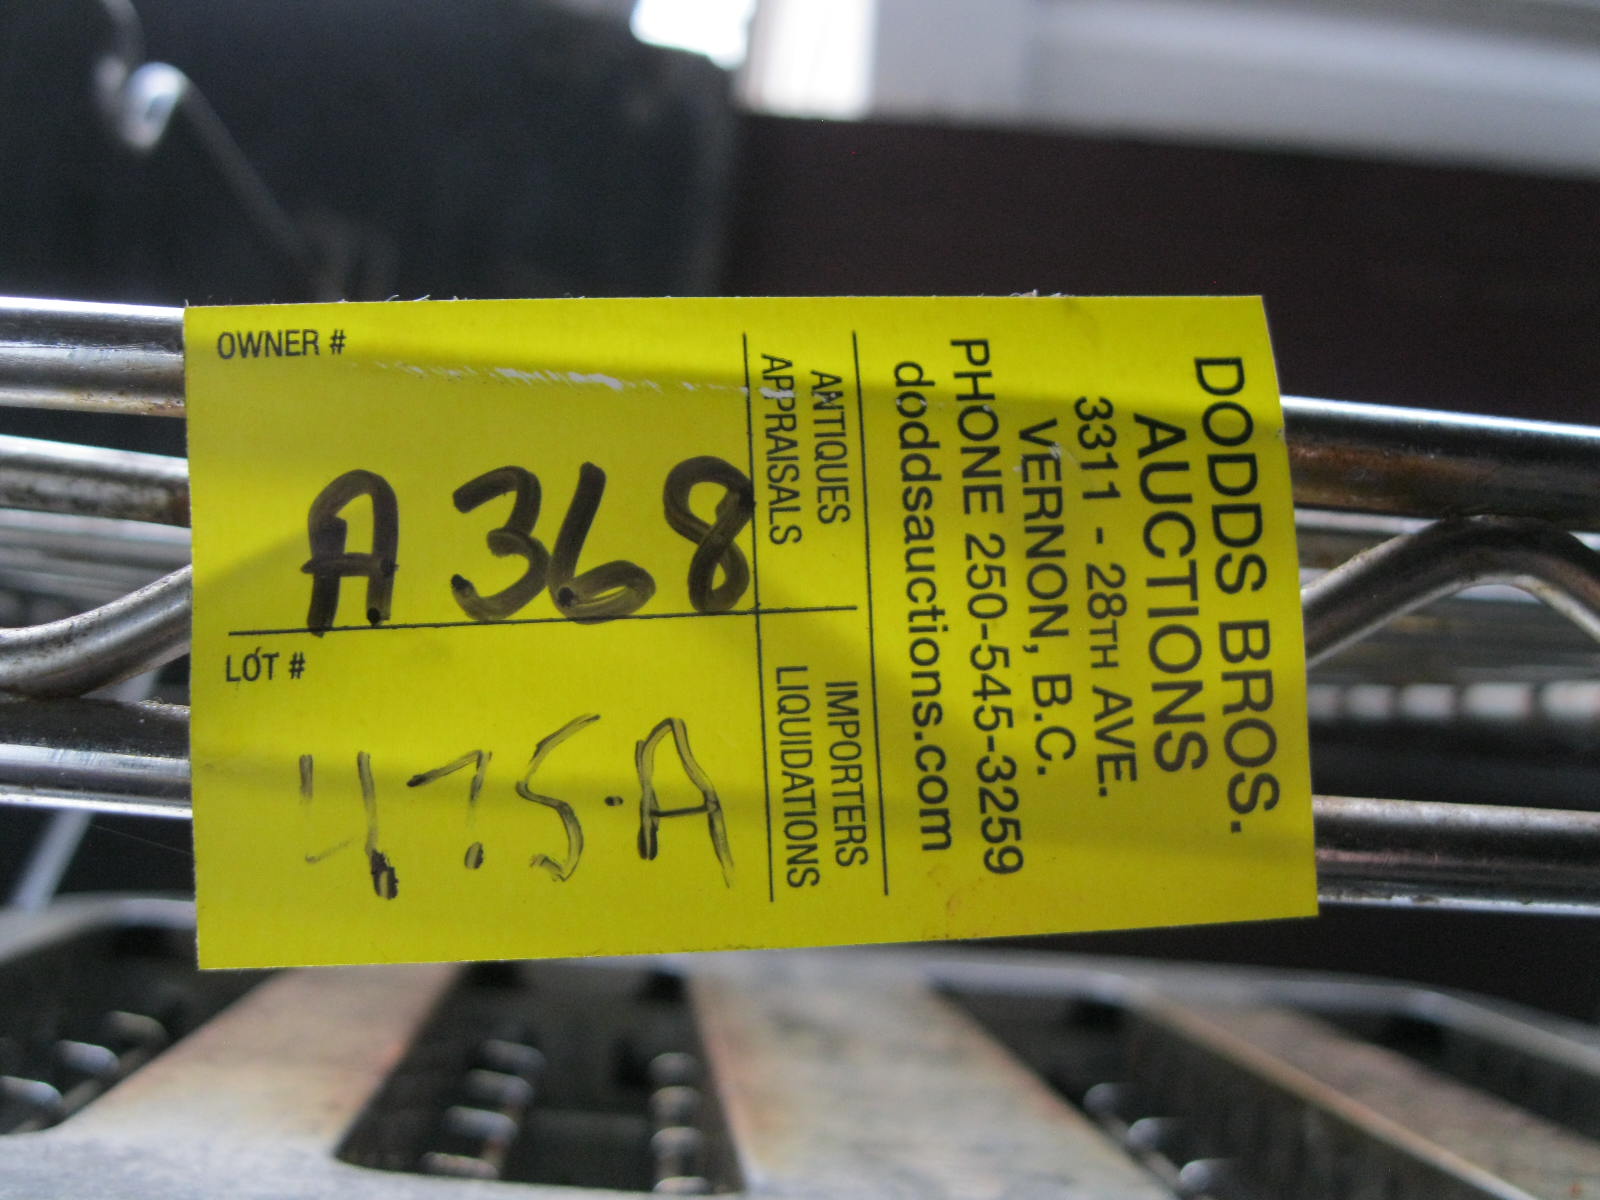 DODDS BROS.
AUCTIONS
3311 - 28TH AVE.
VERNON, B.C.
PHONE 250-545-3259
doddsauctions.com
ANTIQUES IMPORTERS
APPRAISALS LIQUIDATIONS
OWNER #
A 368
LOT #
475-A